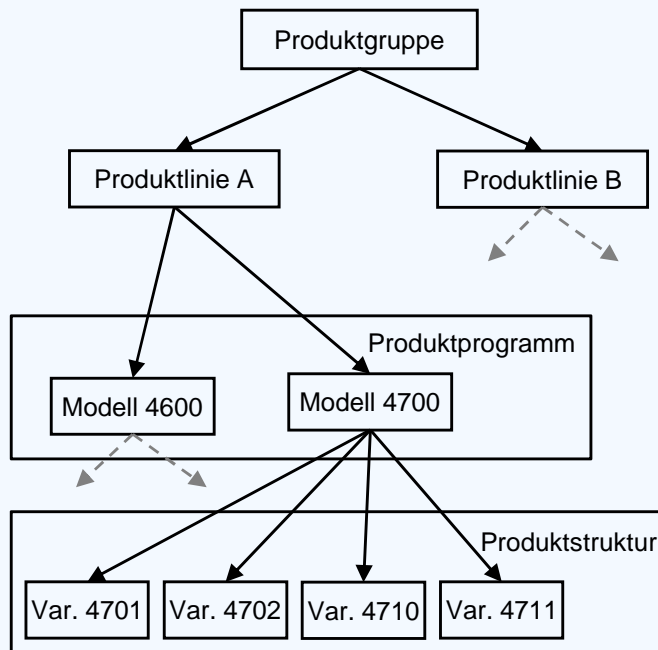 Produktgruppe
Produktlinie A
Produktlinie B
Produktprogramm
Modell 4600
Modell 4700
Produktstruktur
Var. 4701
Var. 4702
Var. 4710
Var. 4711